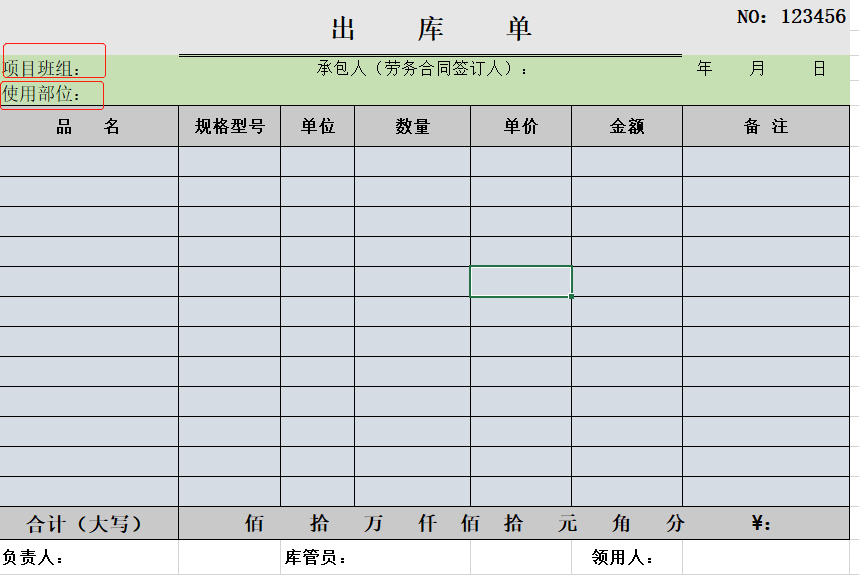 出 库 单
NO: 123456
项目班组: 承包人（劳务合同签订人）: 年 月 日
使用部位:
品 名 规格型号 单位 数量 单价 金额 备 注
合计（大写） 佰 拾 万 仟 佰 拾 元 角 分 ¥:
负责人: 库管员: 领用人: